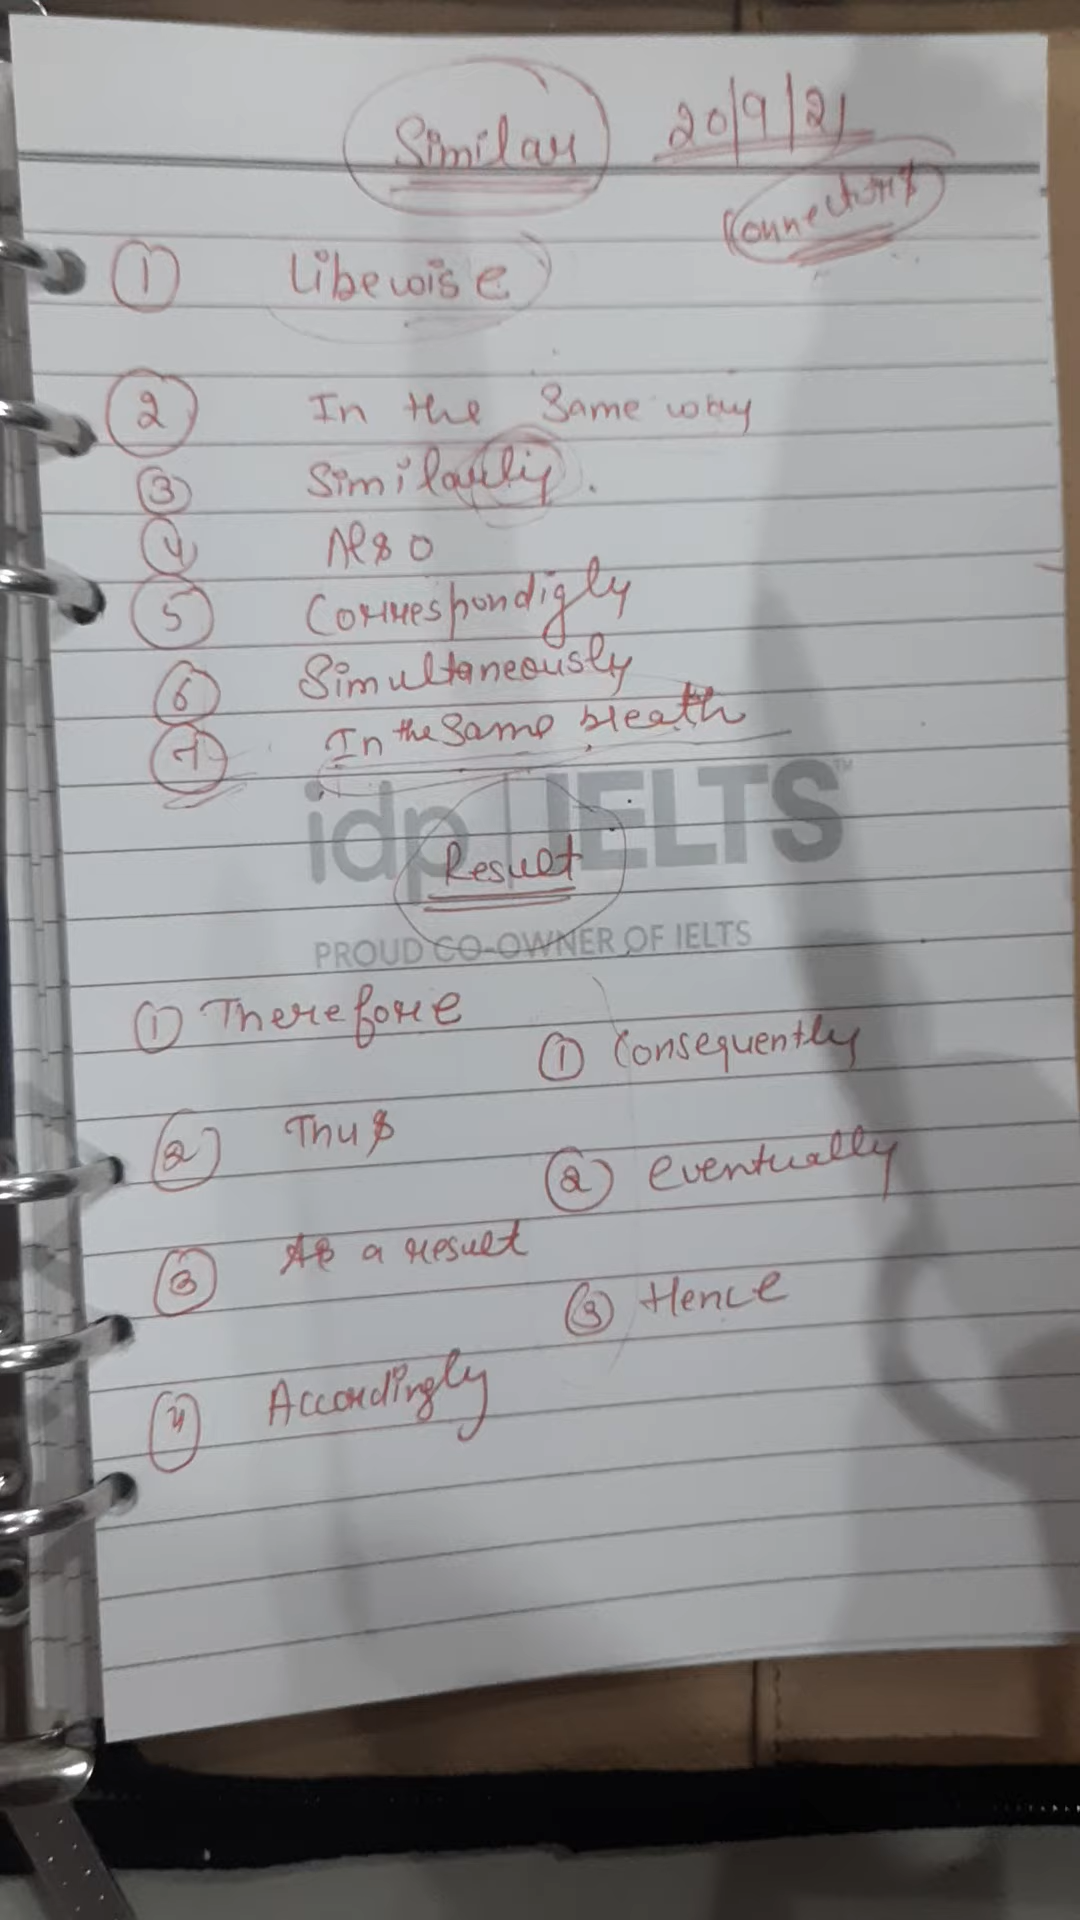 Similar 20/9/21
Connectors
1 Likewise
2 In the Same way
3 Similarly.
4 Also
5 Correspondigly
6 Simultaneously
7 In the Same breath
idp IELTS™
Result
PROUD CO-OWNER OF IELTS
1 Therefore
1 Consequently
2 Thus
2 eventually
3 As a result
3 Hence
4 Accordingly